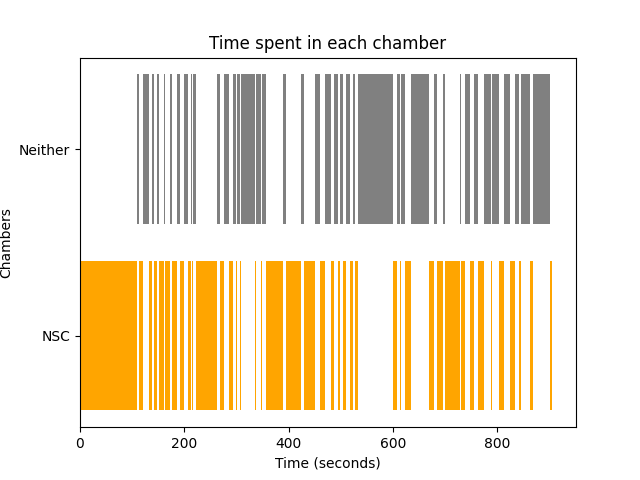 Time spent in each chamber
Neither
Chambers
NSC
0 200 400 600 800
Time (seconds)